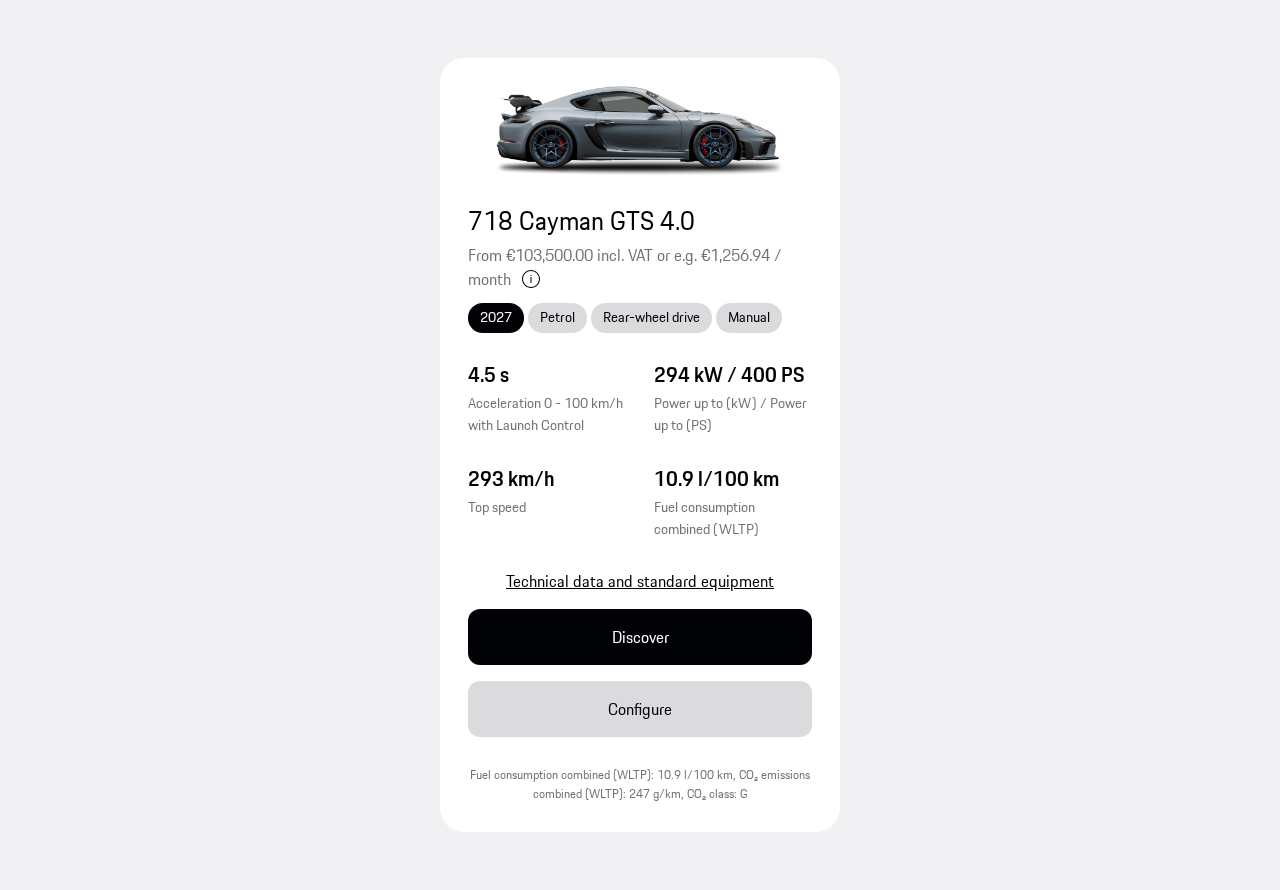 718 Cayman GTS 4.0
From €103,500.00 incl. VAT or e.g. €1,256.94 /
month
2027
Petrol
Rear-wheel drive
Manual
4.5 s
Acceleration 0 - 100 km/h
with Launch Control
294 kW / 400 PS
Power up to (kW) / Power
up to (PS)
293 km/h
Top speed
10.9 l/100 km
Fuel consumption
combined (WLTP)
Technical data and standard equipment
Discover
Configure
Fuel consumption combined (WLTP): 10.9 l/100 km, CO₂ emissions
combined (WLTP): 247 g/km, CO₂ class: G